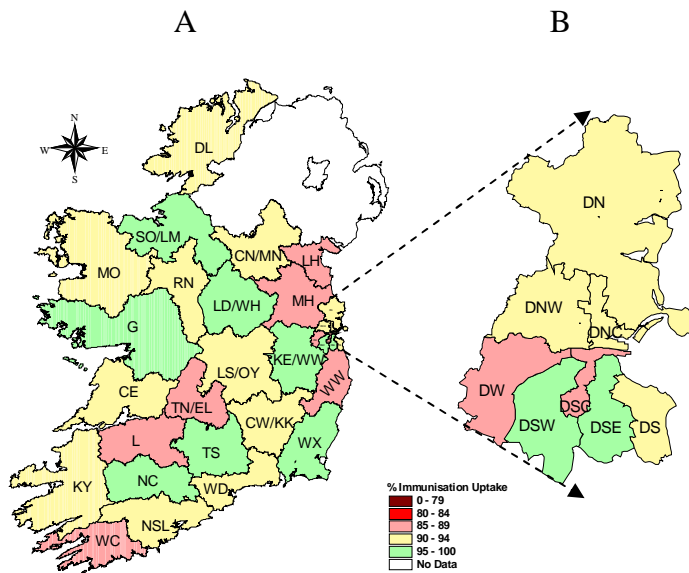 A
B
N
W E
S
DL
DN
SO/LM
CN/MN
LH
MO
RN
MH
LD/WH
DNW
G
DNC
KE/WW
LS/OY
CE
WW
DW
TN/EL
DSC
CW/KK
DSW
DSE
DS
L
TS
WX
NC
KY
WD
NSL
WC
% Immunisation Uptake
0 - 79
80 - 84
85 - 89
90 - 94
95 - 100
No Data